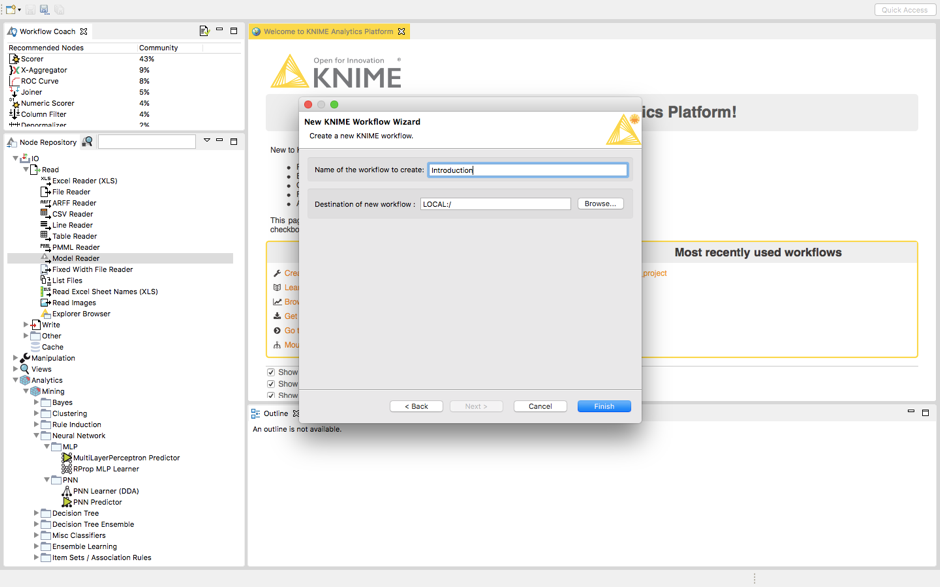 Quick Access
Workflow Coach
Recommended Nodes Community
Scorer 43%
X-Aggregator 9%
ROC Curve 8%
Joiner 5%
Numeric Scorer 4%
Column Filter 4%
Denormalizer 2%
Node Repository
IO
Read
Excel Reader (XLS)
File Reader
ARFF Reader
CSV Reader
Line Reader
Table Reader
PMML Reader
Model Reader
Fixed Width File Reader
List Files
Read Excel Sheet Names (XLS)
Read Images
Explorer Browser
Write
Other
Cache
Manipulation
Views
Analytics
Mining
Bayes
Clustering
Rule Induction
Neural Network
MLP
MultiLayerPerceptron Predictor
RProp MLP Learner
PNN
PNN Learner (DDA)
PNN Predictor
Decision Tree
Decision Tree Ensemble
Misc Classifiers
Ensemble Learning
Item Sets / Association Rules
Welcome to KNIME Analytics Platform
Open for Innovation
KNIME
ics Platform!
New to
This pag
checkbo
Most recently used workflows
Crea
Lear
Brow
Get
Go t
Mou
project
Show
Show
Show
New KNIME Workflow Wizard
Create a new KNIME workflow.
Name of the workflow to create: Introduction
Destination of new workflow : LOCAL:/ Browse...
< Back Next > Cancel Finish
Outline
An outline is not available.